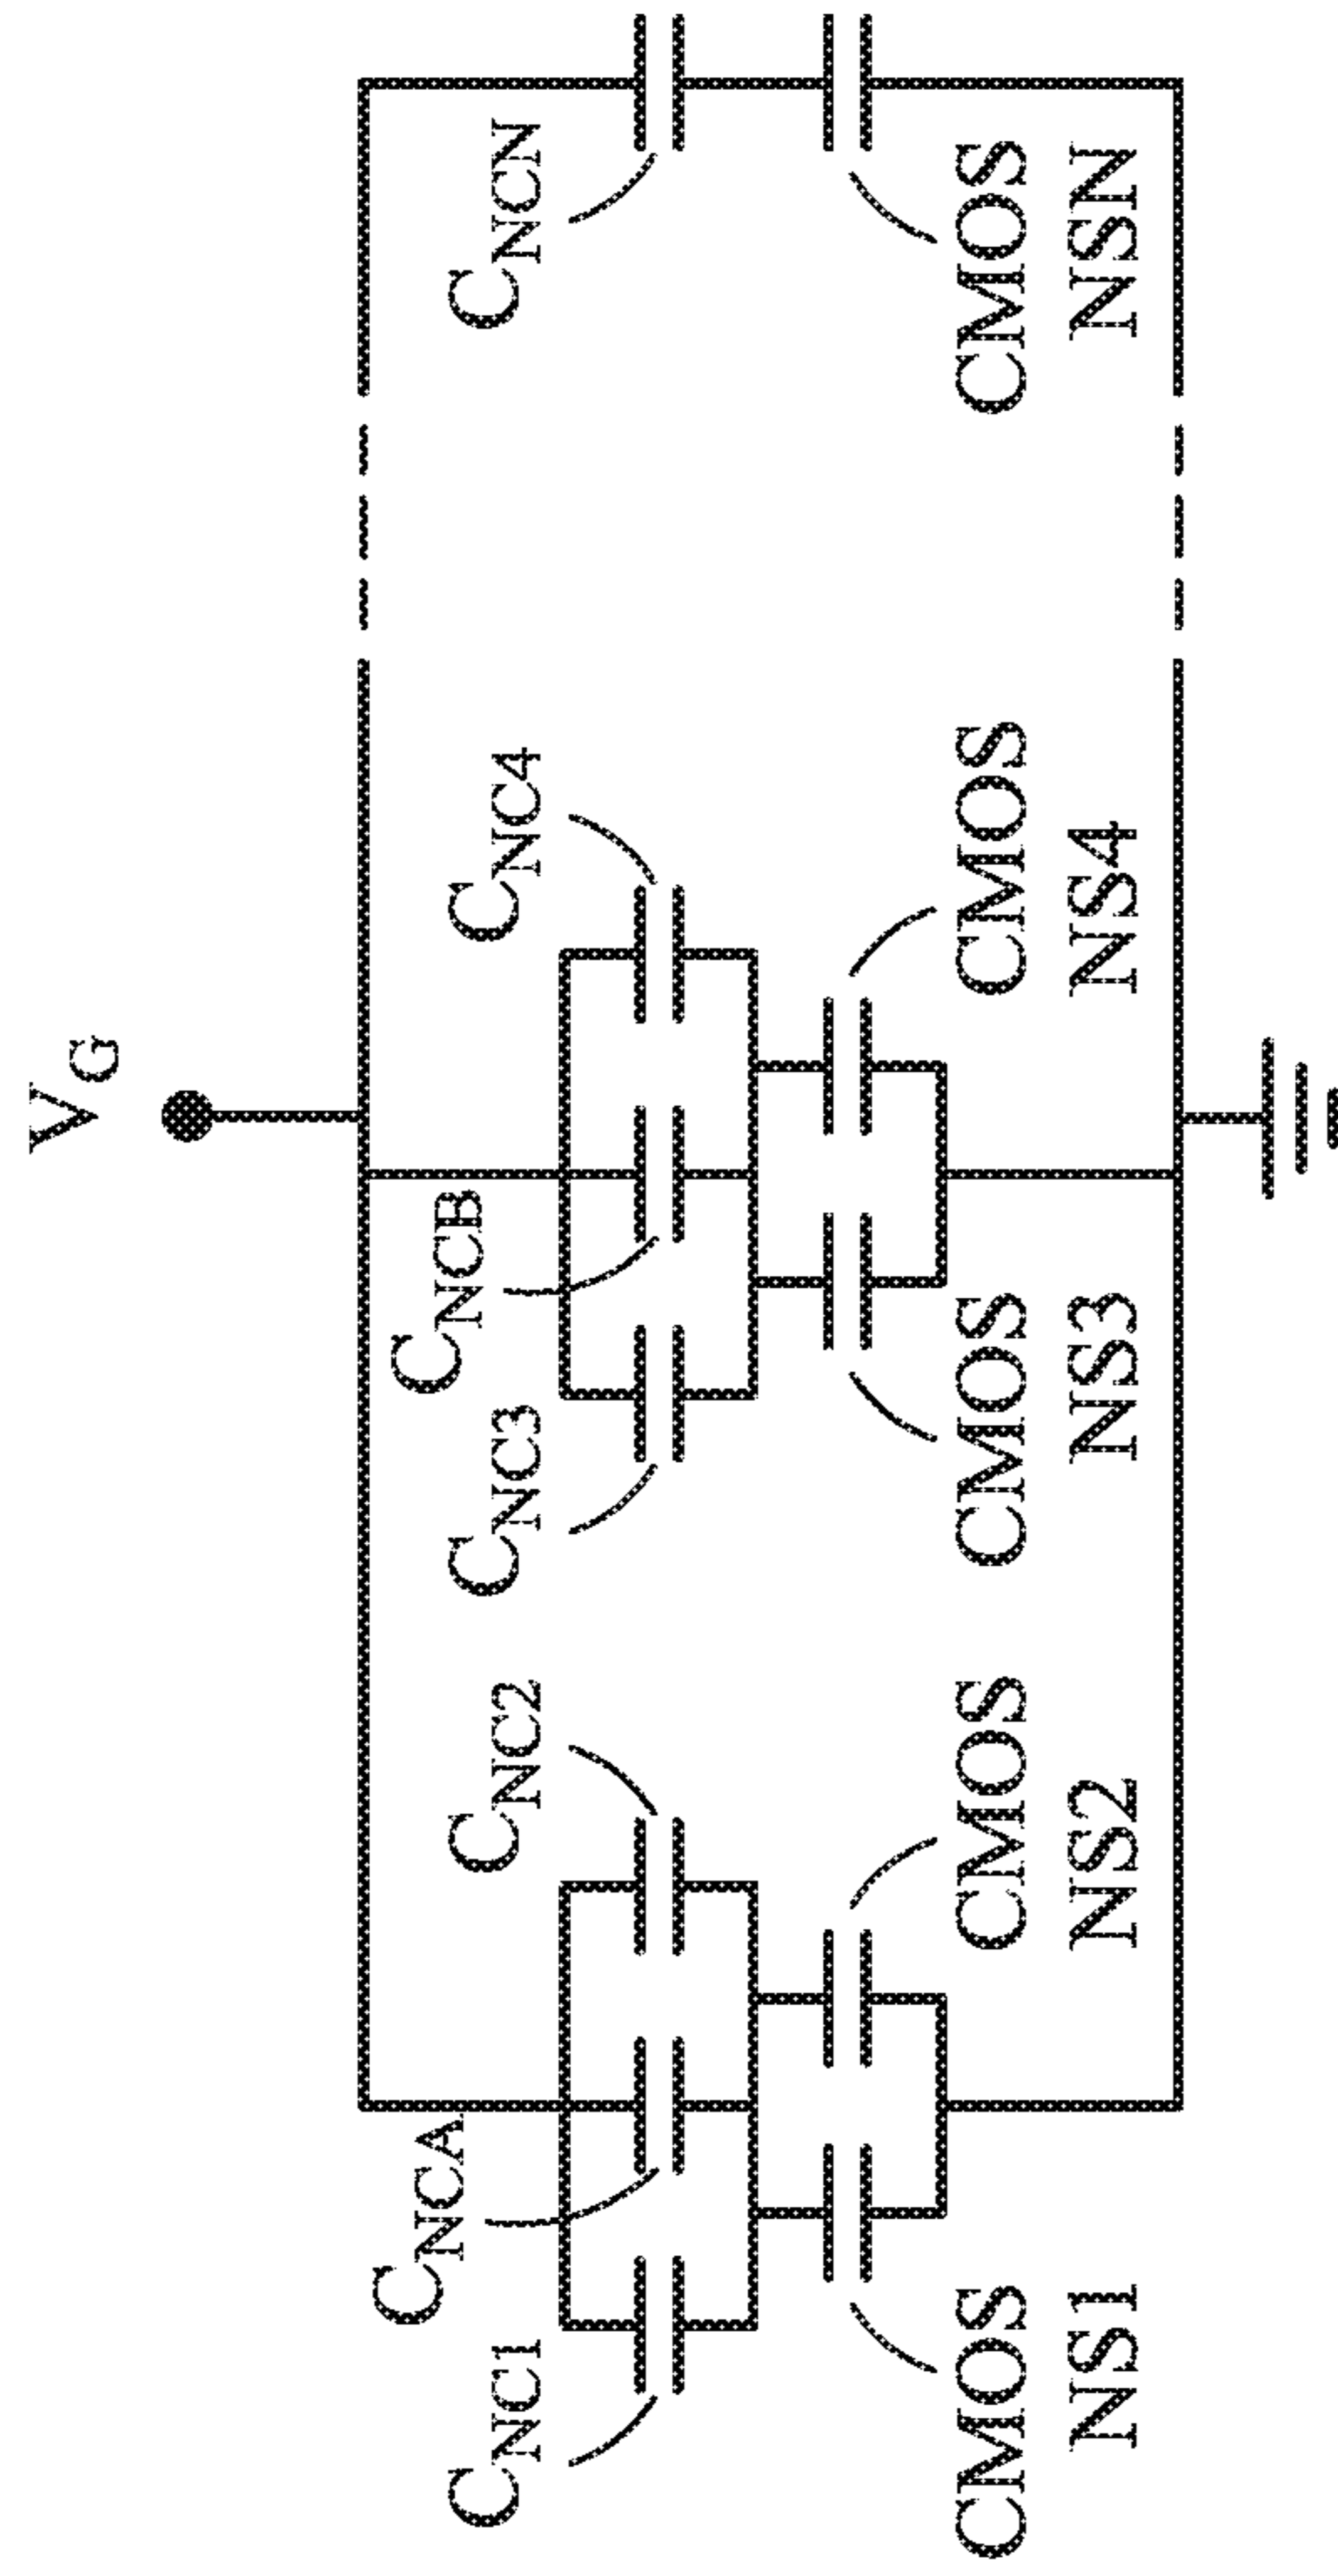 V_G
C_NC1
C_NCA
C_NC2
C_NC3
C_NCB
C_NC4
C_NCN
CMOS
NS1
CMOS
NS2
CMOS
NS3
CMOS
NS4
CMOS
NSN